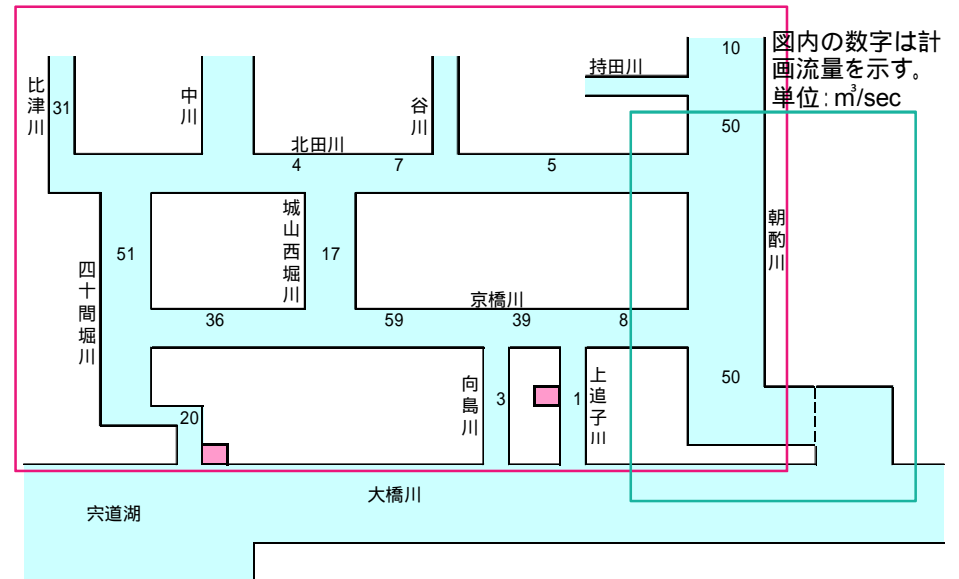 図内の数字は計
画流量を示す。
単位：㎥/sec
10
持田川
比津川
31
中川
谷川
50
北田川
4
7
5
城山西堀川
朝酌川
51
17
四十間堀川
京橋川
36
59
39
8
向島川
上追子川
50
3
1
20
大橋川
宍道湖